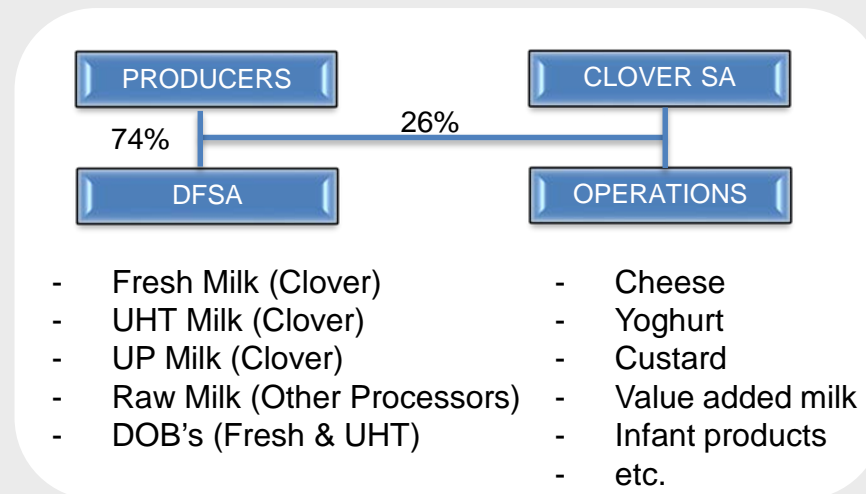 PRODUCERS
CLOVER SA
74%
26%
DFSA
OPERATIONS
- Fresh Milk (Clover)
- UHT Milk (Clover)
- UP Milk (Clover)
- Raw Milk (Other Processors)
- DOB's (Fresh & UHT)
- Cheese
- Yoghurt
- Custard
- Value added milk
- Infant products
- etc.